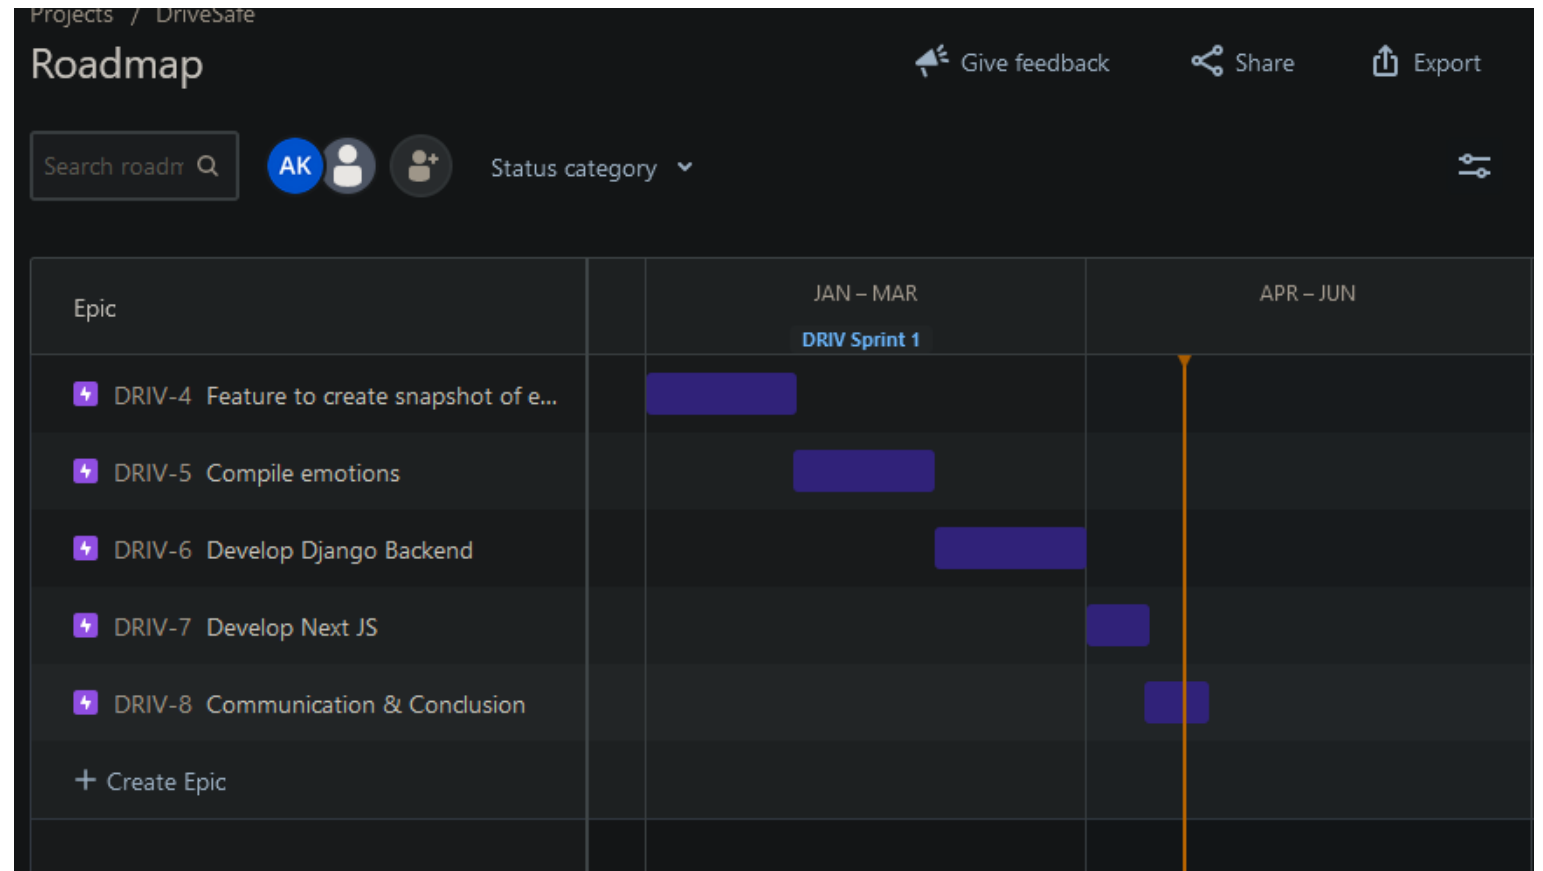 Projects / DriveSafe
Roadmap
Give feedback
Share
Export
Search roadm
AK
Status category
Epic
JAN – MAR
APR – JUN
DRIV Sprint 1
DRIV-4 Feature to create snapshot of e...
DRIV-5 Compile emotions
DRIV-6 Develop Django Backend
DRIV-7 Develop Next JS
DRIV-8 Communication & Conclusion
+ Create Epic